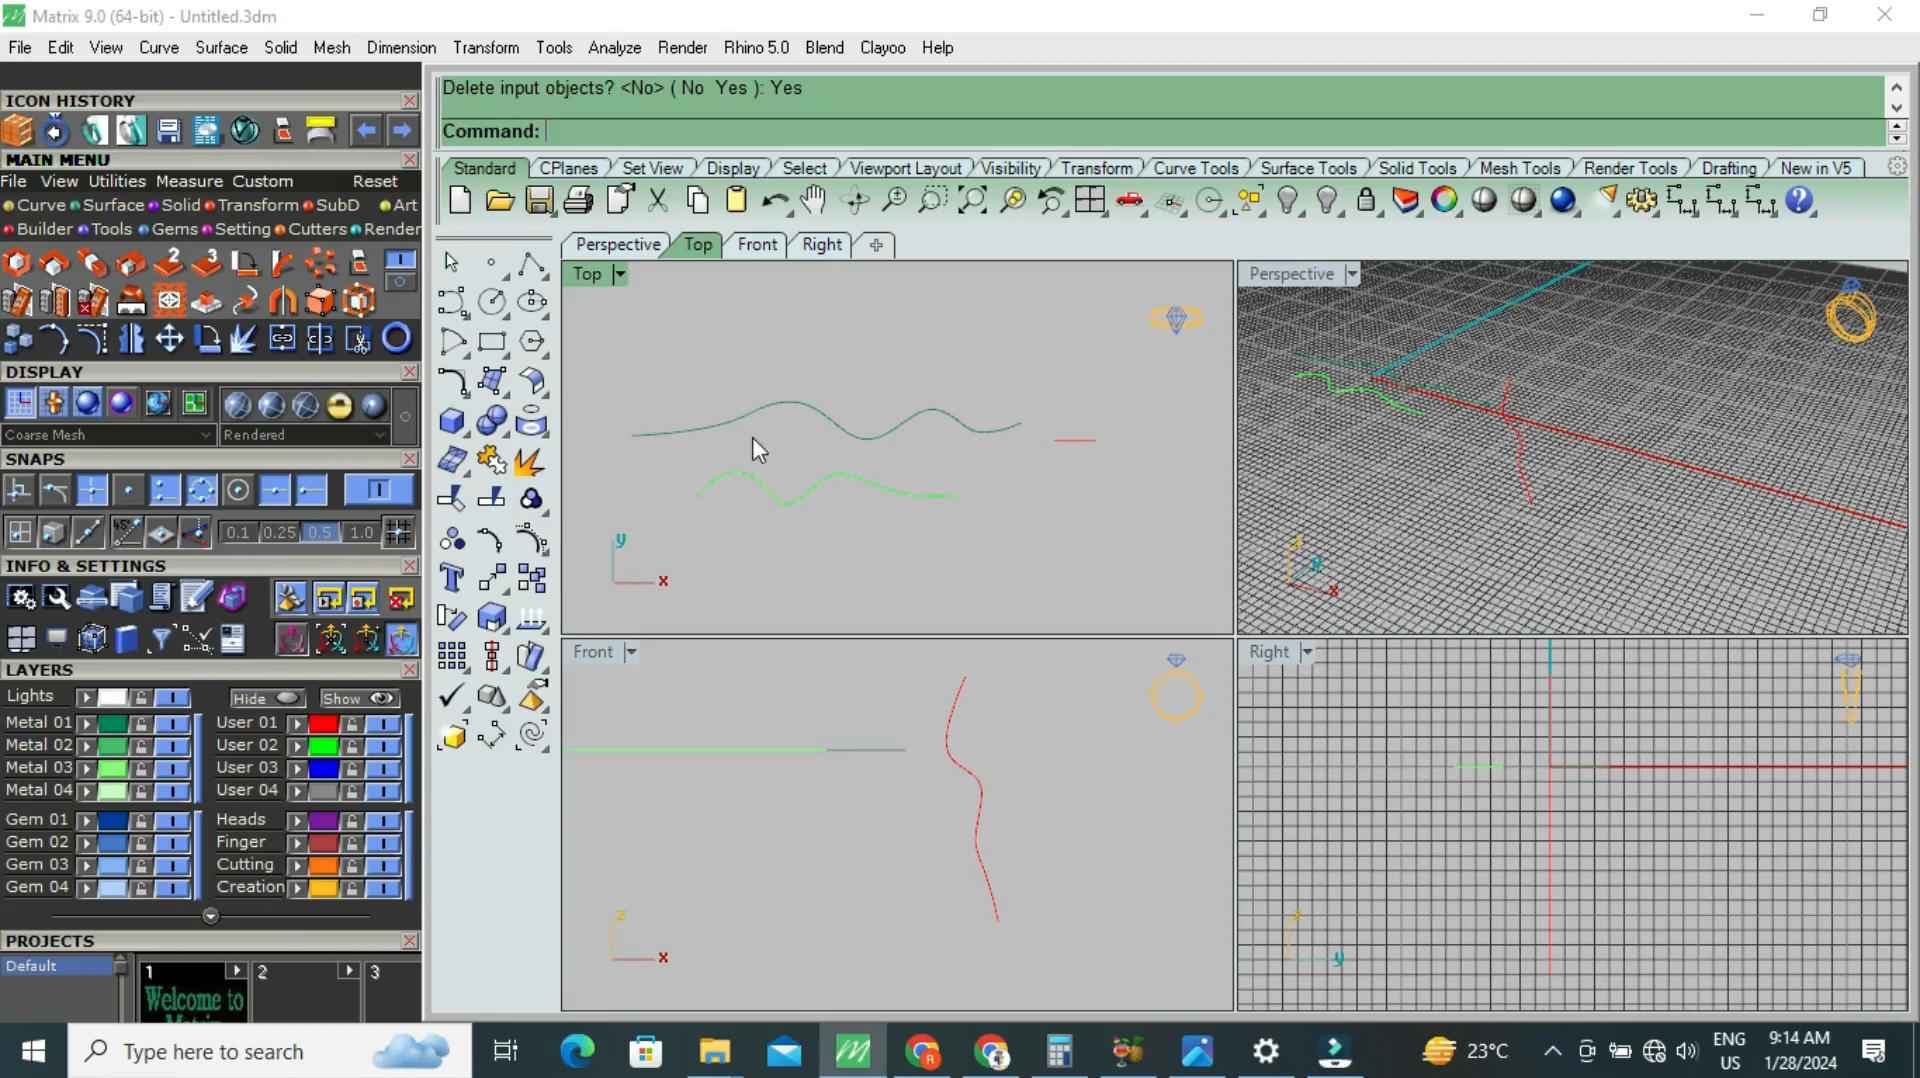 Matrix 9.0 (64-bit) - Untitled.3dm
File Edit View Curve Surface Solid Mesh Dimension Transform Tools Analyze Render Rhino 5.0 Blend Clayoo Help
ICON HISTORY
Delete input objects? <No> ( No Yes ): Yes
Command:
MAIN MENU
File View Utilities Measure Custom Reset
Curve Surface Solid Transform SubD Art
Builder Tools Gems Setting Cutters Render
Standard CPlanes Set View Display Select Viewport Layout Visibility Transform Curve Tools Surface Tools Solid Tools Mesh Tools Render Tools Drafting New in V5
Perspective Top Front Right
2 3
DISPLAY
Coarse Mesh Rendered
SNAPS
45°
0.1 0.25 0.5 1.0
INFO & SETTINGS
LAYERS
Lights Hide Show
Metal 01 User 01
Metal 02 User 02
Metal 03 User 03
Metal 04 User 04
Gem 01 Heads
Gem 02 Finger
Gem 03 Cutting
Gem 04 Creation
PROJECTS
Default
1 2 3
Welcome to
Matrix
Top
y
x
Perspective
z
y
x
Front
z
x
Right
z
y
Type here to search
23°C
ENG
US
9:14 AM
1/28/2024